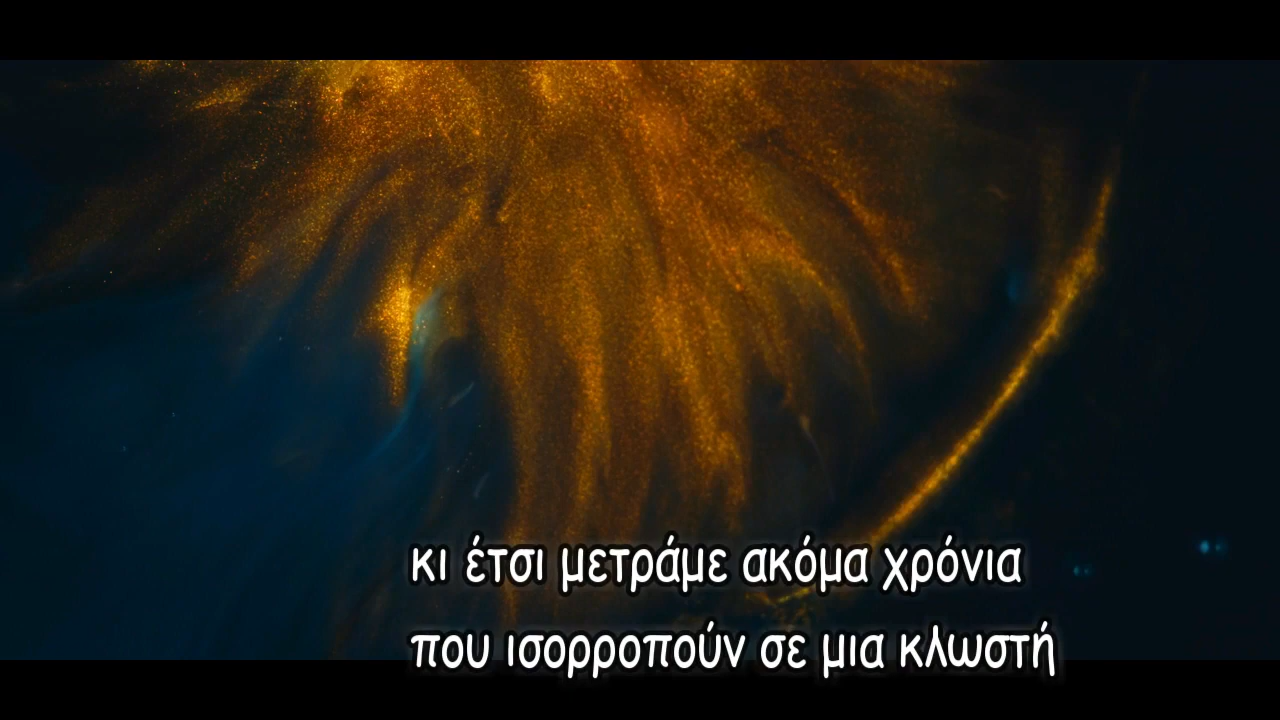 κι έτσι μετράμε ακόμα χρόνια
που ισορροπούν σε μια κλωστή